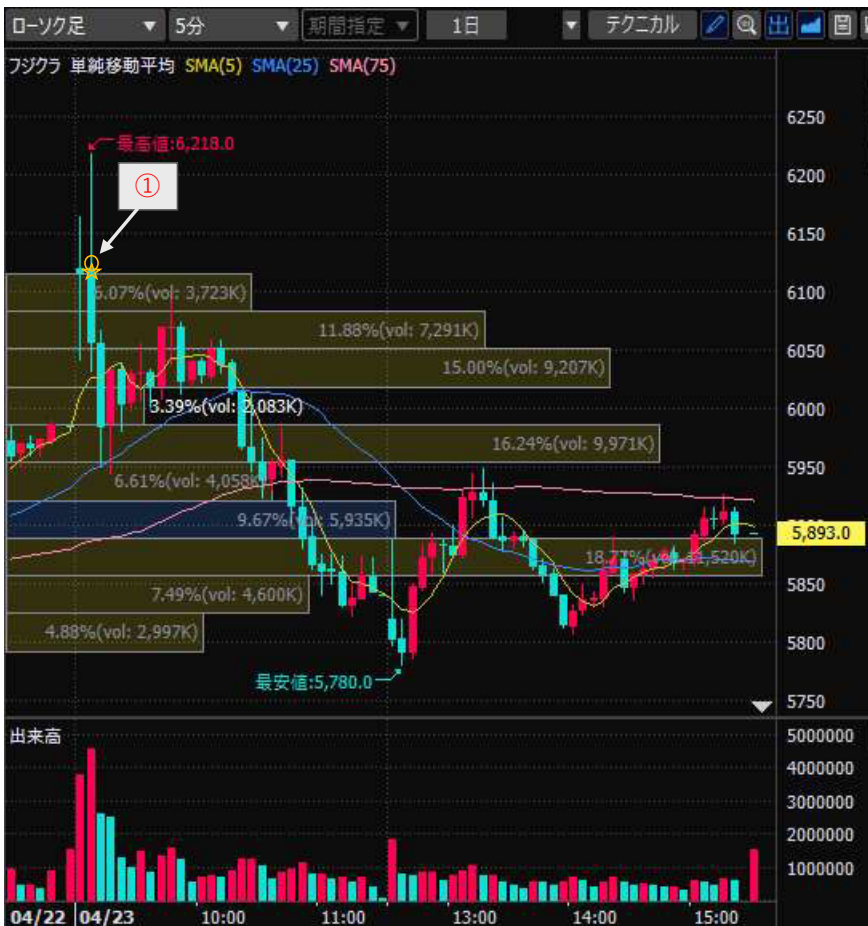 ローソク足 ▼ 5分 ▼ 期間指定 ▼ 1日 ▼ テクニカル
フジクラ 単純移動平均 SMA(5) SMA(25) SMA(75)
6250
最高値:6,218.0
6200
①
6150
6.07%(vol: 3,723K)
6100
11.88%(vol: 7,291K)
6050
15.00%(vol: 9,207K)
3.39%(vol: 2,083K)
6000
16.24%(vol: 9,971K)
5950
6.61%(vol: 4,058K)
9.67%(vol: 5,935K)
5,893.0
18.77%(vol: 11,520K)
5850
7.49%(vol: 4,600K)
4.88%(vol: 2,997K)
5800
最安値:5,780.0
5750
出来高
5000000
4000000
3000000
2000000
1000000
04/22 04/23 10:00 11:00 13:00 14:00 15:00